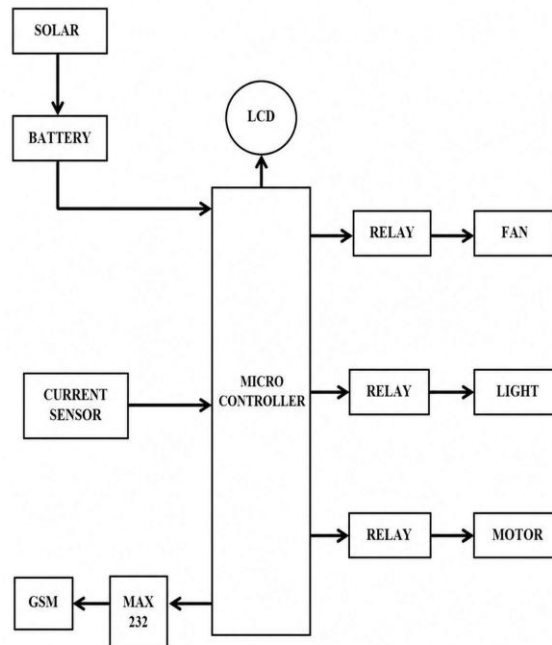 SOLAR
BATTERY
LCD
RELAY
FAN
CURRENT
SENSOR
MICRO
CONTROLLER
RELAY
LIGHT
RELAY
MOTOR
GSM
MAX
232